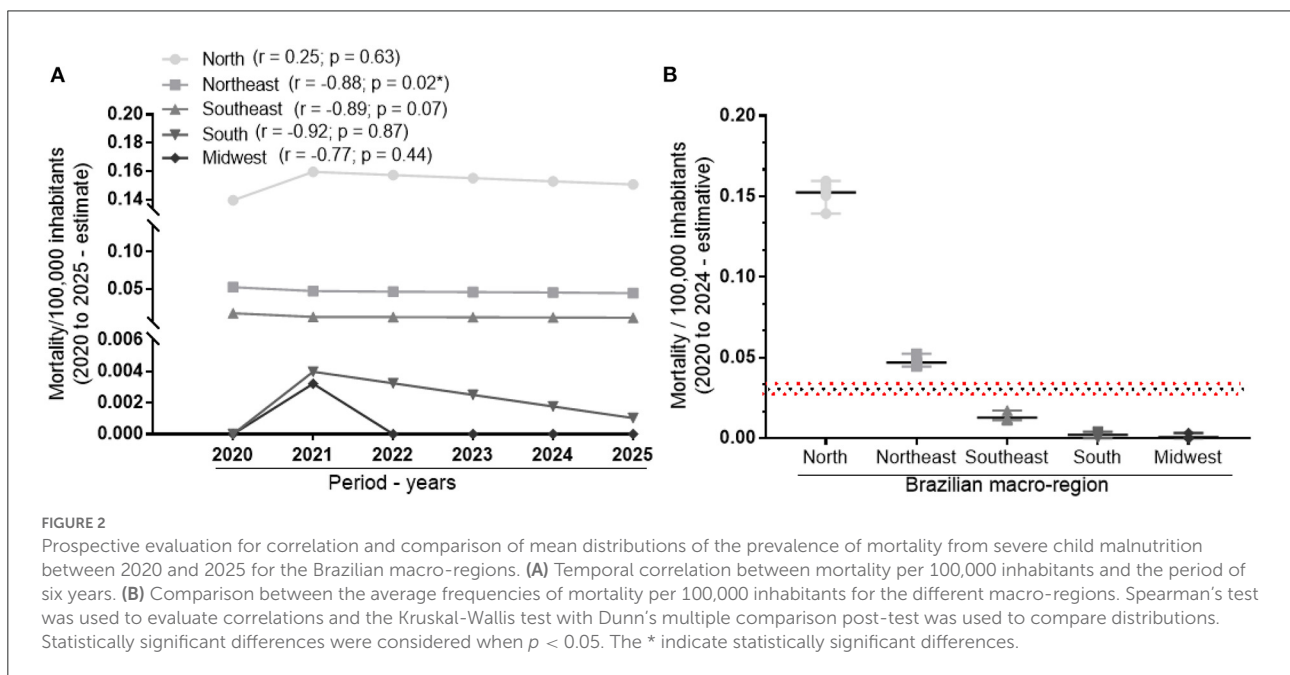 A
North (r = 0.25; p = 0.63)
Northeast (r = -0.88; p = 0.02*)
Southeast (r = -0.89; p = 0.07)
South (r = -0.92; p = 0.87)
Midwest (r = -0.77; p = 0.44)
Mortality/100,000 inhabitants
(2020 to 2025 - estimate)
0.20
0.18
0.16
0.14
0.10
0.05
0.006
0.004
0.002
0.000
2020 2021 2022 2023 2024 2025
Period - years
B
Mortality / 100,000 inhabitants
(2020 to 2024 - estimative)
0.20
0.15
0.10
0.05
0.00
North Northeast Southeast South Midwest
Brazilian macro-region
FIGURE 2
Prospective evaluation for correlation and comparison of mean distributions of the prevalence of mortality from severe child malnutrition
between 2020 and 2025 for the Brazilian macro-regions. (A) Temporal correlation between mortality per 100,000 inhabitants and the period of
six years. (B) Comparison between the average frequencies of mortality per 100,000 inhabitants for the different macro-regions. Spearman's test
was used to evaluate correlations and the Kruskal-Wallis test with Dunn's multiple comparison post-test was used to compare distributions.
Statistically significant differences were considered when p < 0.05. The * indicate statistically significant differences.